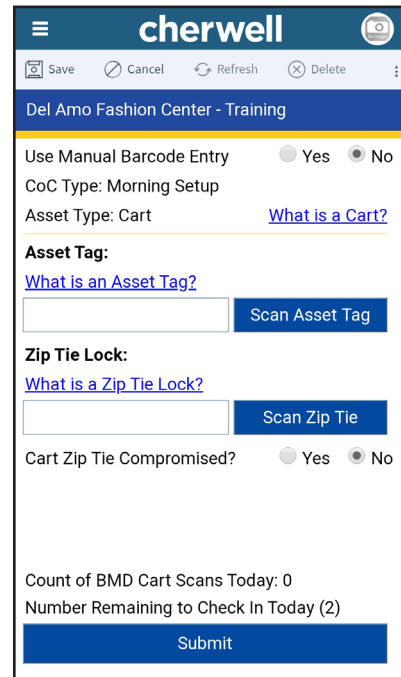 cherwell
Save Cancel Refresh Delete
Del Amo Fashion Center - Training
Use Manual Barcode Entry Yes No
CoC Type: Morning Setup
Asset Type: Cart What is a Cart?
Asset Tag:
What is an Asset Tag?
Scan Asset Tag
Zip Tie Lock:
What is a Zip Tie Lock?
Scan Zip Tie
Cart Zip Tie Compromised? Yes No
Count of BMD Cart Scans Today: 0
Number Remaining to Check In Today (2)
Submit